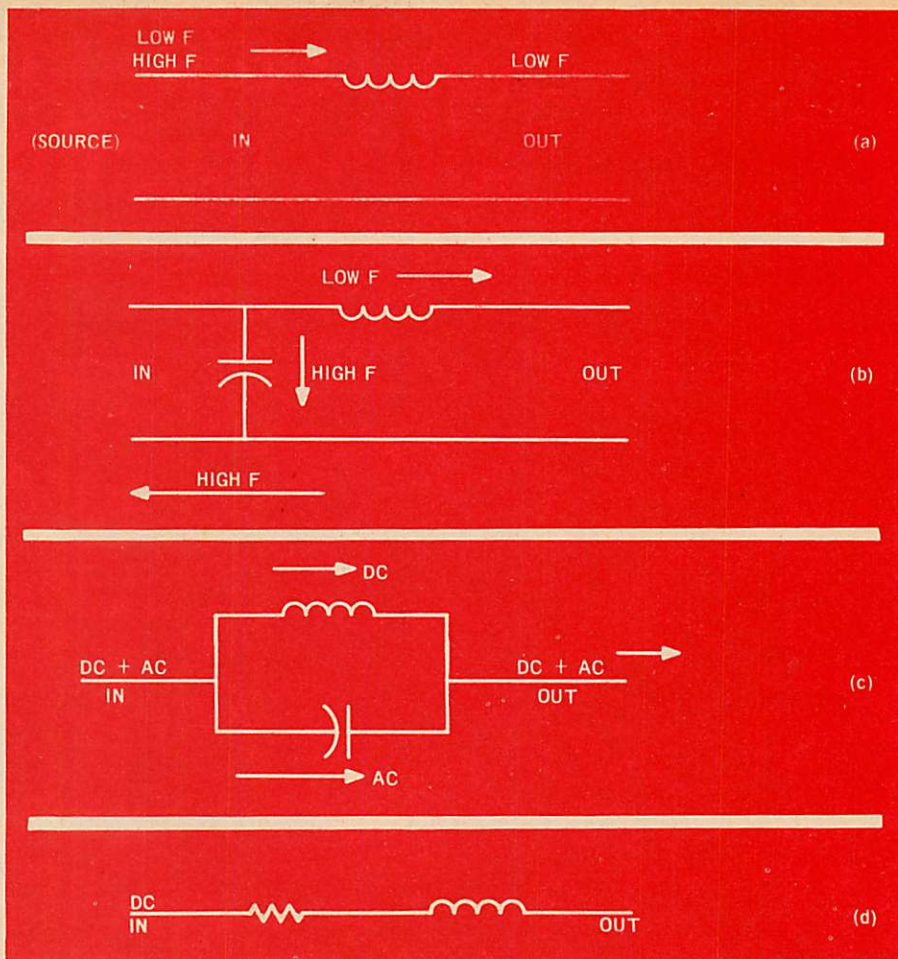 LOW F
HIGH F
LOW F
(SOURCE)
IN
OUT
(a)
LOW F
IN
HIGH F
OUT
(b)
HIGH F
DC
DC + AC
IN
DC + AC
OUT
(c)
AC
DC
IN
OUT
(d)